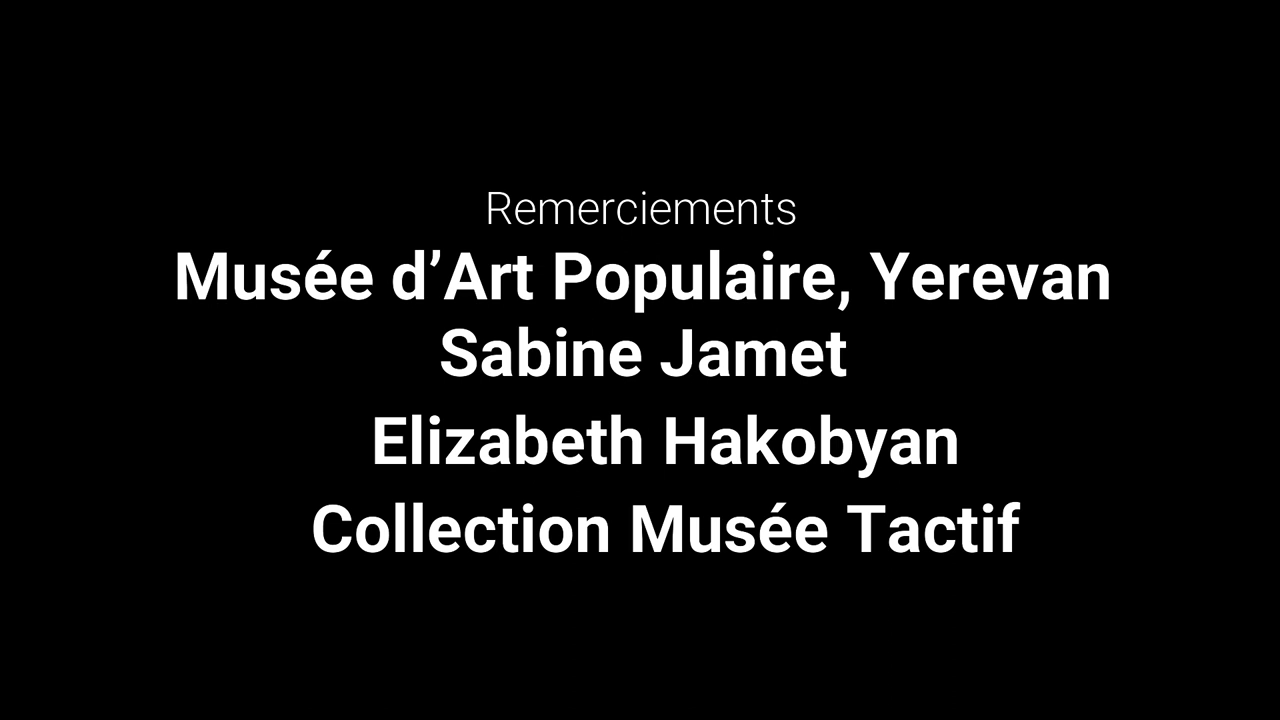 Remerciements
Musée d’Art Populaire, Yerevan
Sabine Jamet
Elizabeth Hakobyan
Collection Musée Tactif